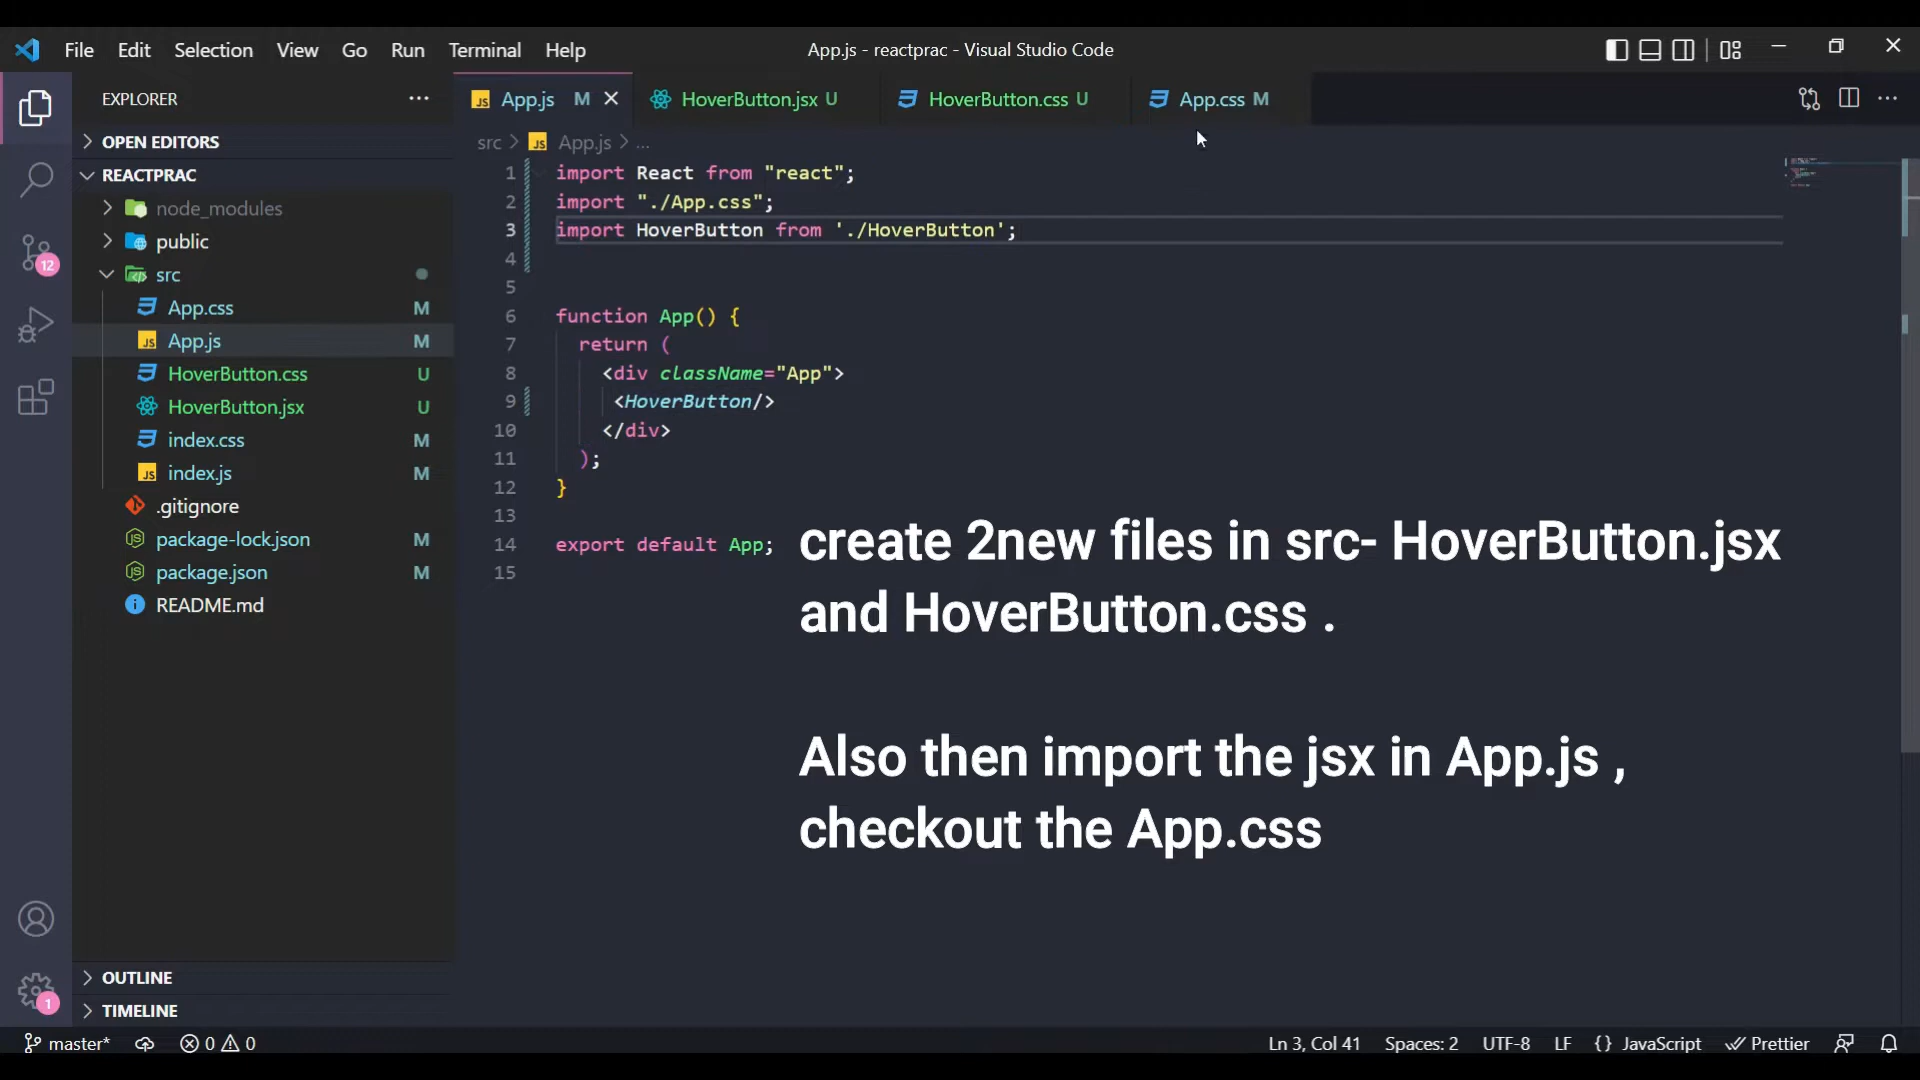 File Edit Selection View Go Run Terminal Help
App.js - reactprac - Visual Studio Code
EXPLORER
App.js M
HoverButton.jsx U
HoverButton.css U
App.css M
OPEN EDITORS
src > JS App.js > ...
REACTPRAC
node_modules
public
src
App.css M
JS App.js M
HoverButton.css U
HoverButton.jsx U
index.css M
JS index.js M
.gitignore
package-lock.json M
package.json M
README.md
12
1 import React from "react";
2 import "./App.css";
3 import HoverButton from './HoverButton';
4
5
6 function App() {
7 return (
8 <div className="App">
9 <HoverButton/>
10 </div>
11 );
12 }
13
14 export default App;
15
create 2new files in src- HoverButton.jsx
and HoverButton.css .
Also then import the jsx in App.js ,
checkout the App.css
OUTLINE
TIMELINE
1
master* 0 0
Ln 3, Col 41 Spaces: 2 UTF-8 LF {} JavaScript Prettier